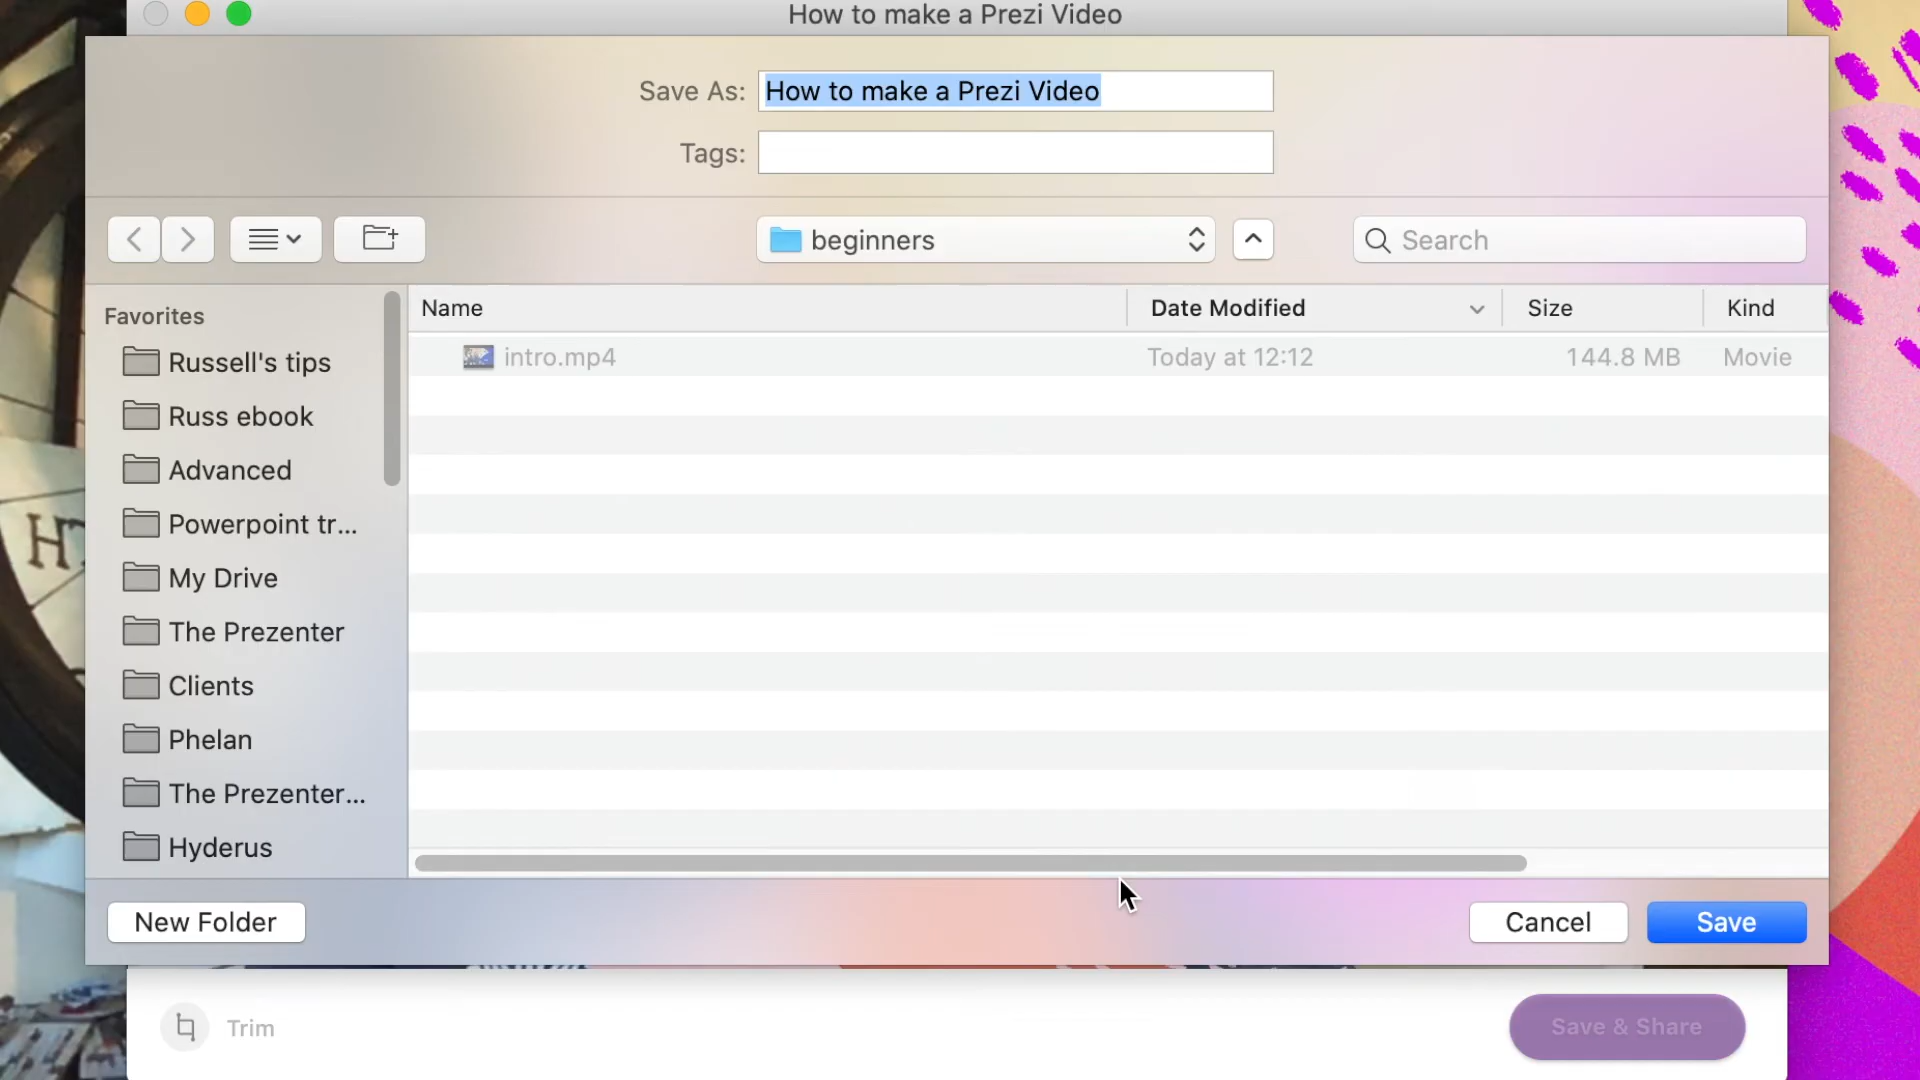 How to make a Prezi Video
Save As: How to make a Prezi Video
Tags:
beginners
Search
Favorites
Name Date Modified Size Kind
Russell's tips
intro.mp4 Today at 12:12 144.8 MB Movie
Russ ebook
Advanced
Powerpoint tr...
My Drive
The Prezenter
Clients
Phelan
The Prezenter...
Hyderus
New Folder Cancel Save
Trim Save & Share